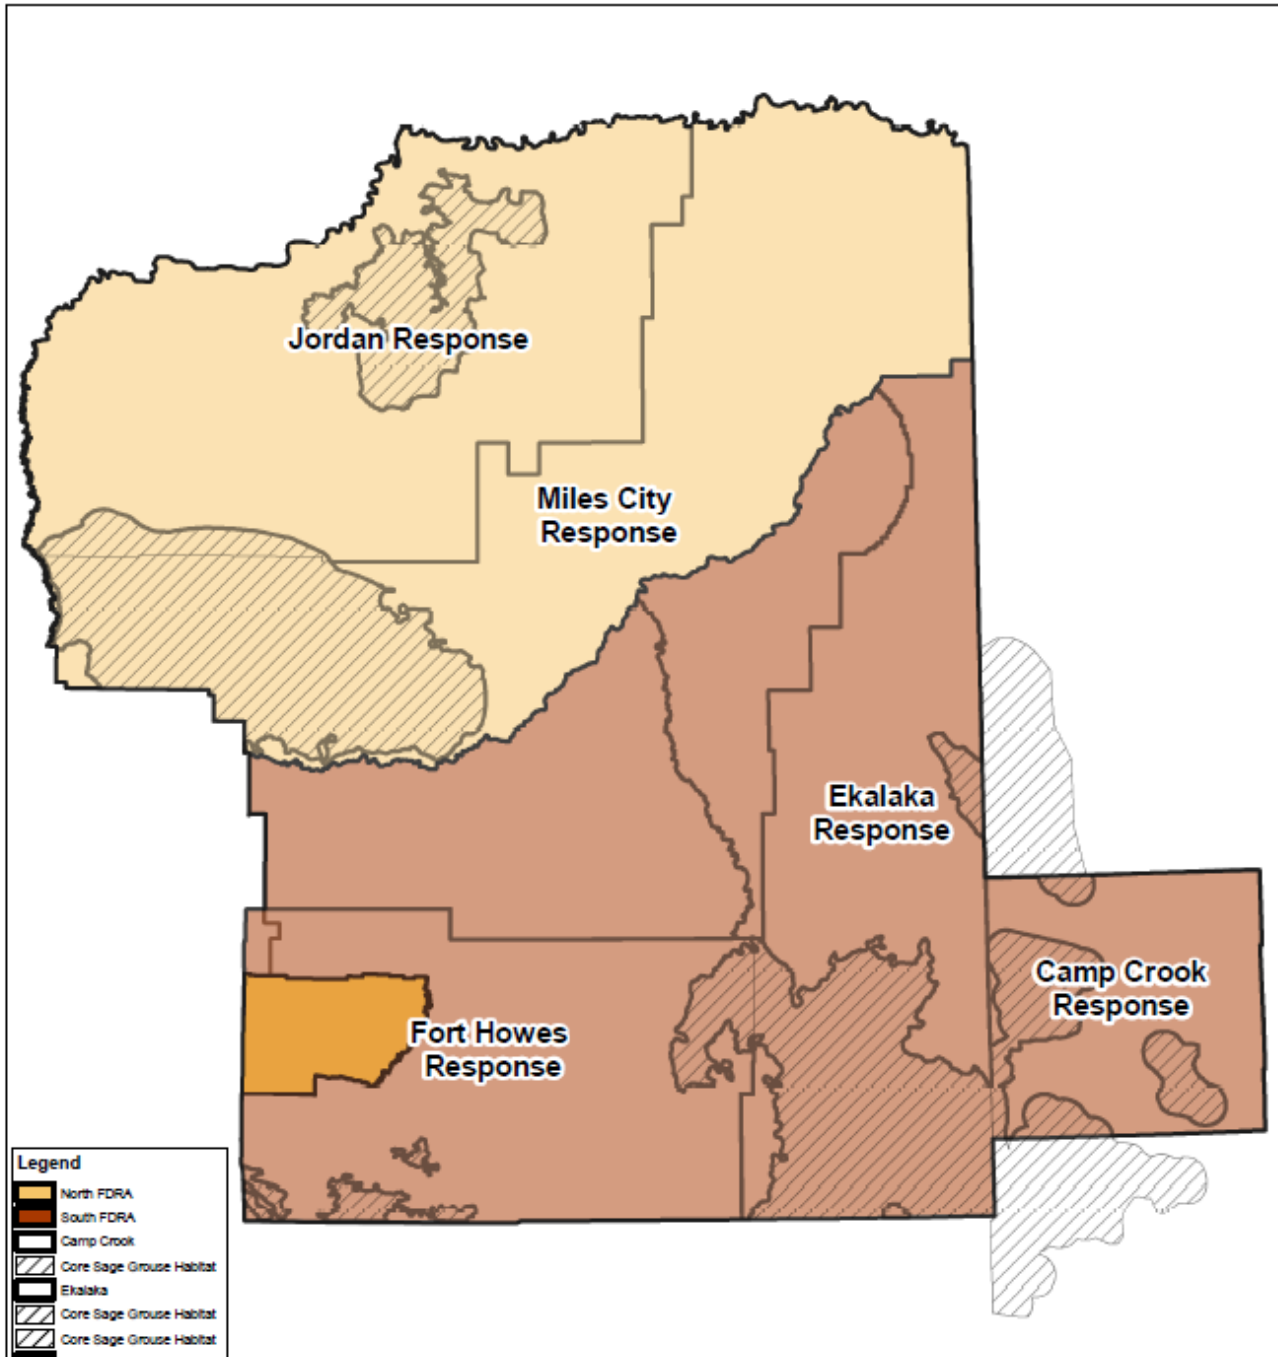 Jordan Response
Miles City
Response
Ekalaka
Response
Camp Crook
Response
Fort Howes
Response
Legend
North FDRA
South FDRA
Camp Crook
Core Sage Grouse Habitat
Ekalaka
Core Sage Grouse Habitat
Core Sage Grouse Habitat